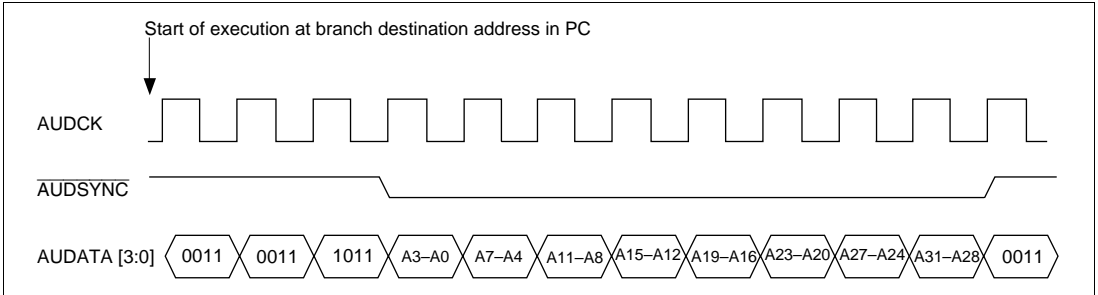 Start of execution at branch destination address in PC
AUDCK
AUDSYNC
AUDATA [3:0] 0011 0011 1011 A3–A0 A7–A4 A11–A8 A15–A12 A19–A16 A23–A20 A27–A24 A31–A28 0011